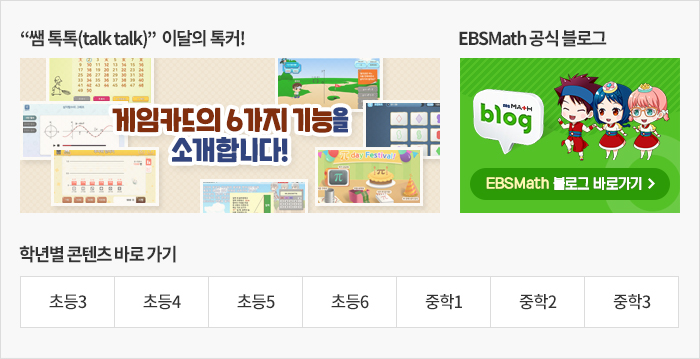 “쌤 톡톡(talk talk)” 이달의 톡커!
EBSMath 공식 블로그
게임카드의 6가지 기능을
소개합니다!
π day Festival
π
EBS MATH
blog
EBSMath 블로그 바로가기 >
학년별 콘텐츠 바로 가기
초등3
초등4
초등5
초등6
중학1
중학2
중학3